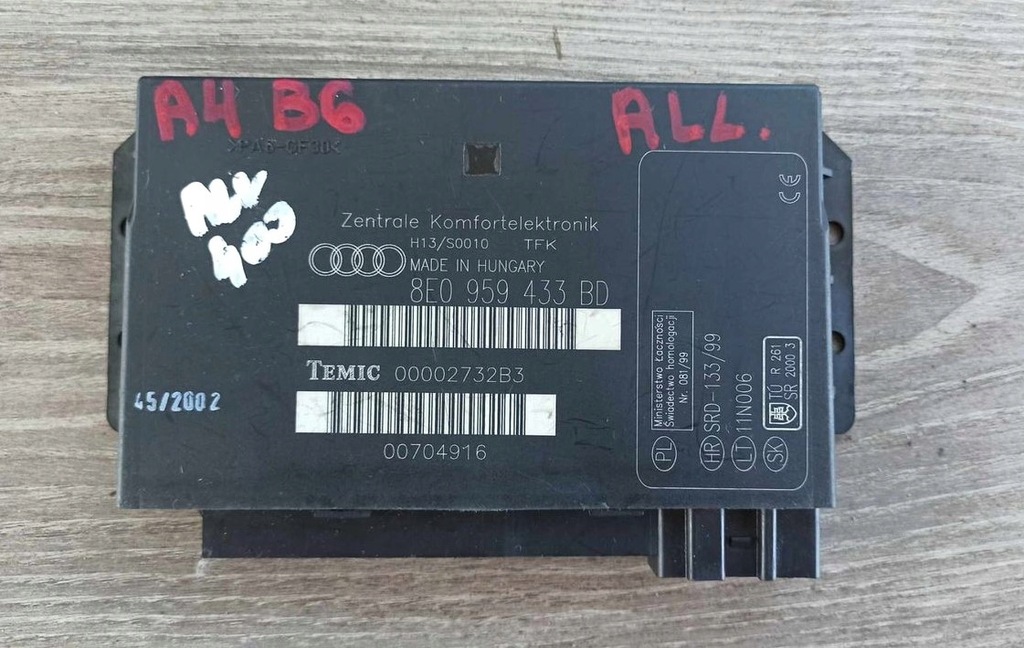 A4 B6 ALL.
>PA6-GF30<
Zentrale Komfortelektronik
H13/S0010 TFK
MADE IN HUNGARY
8E0 959 433 BD
TEMIC 00002732B3
45/2002
00704916
CE
Ministerstwo Łaczności
Świadectwo homologacji
Nr. 081/99
PL
HR SRD-133/99
LT 11N006
SK TÚ R 261
SR 2000 3